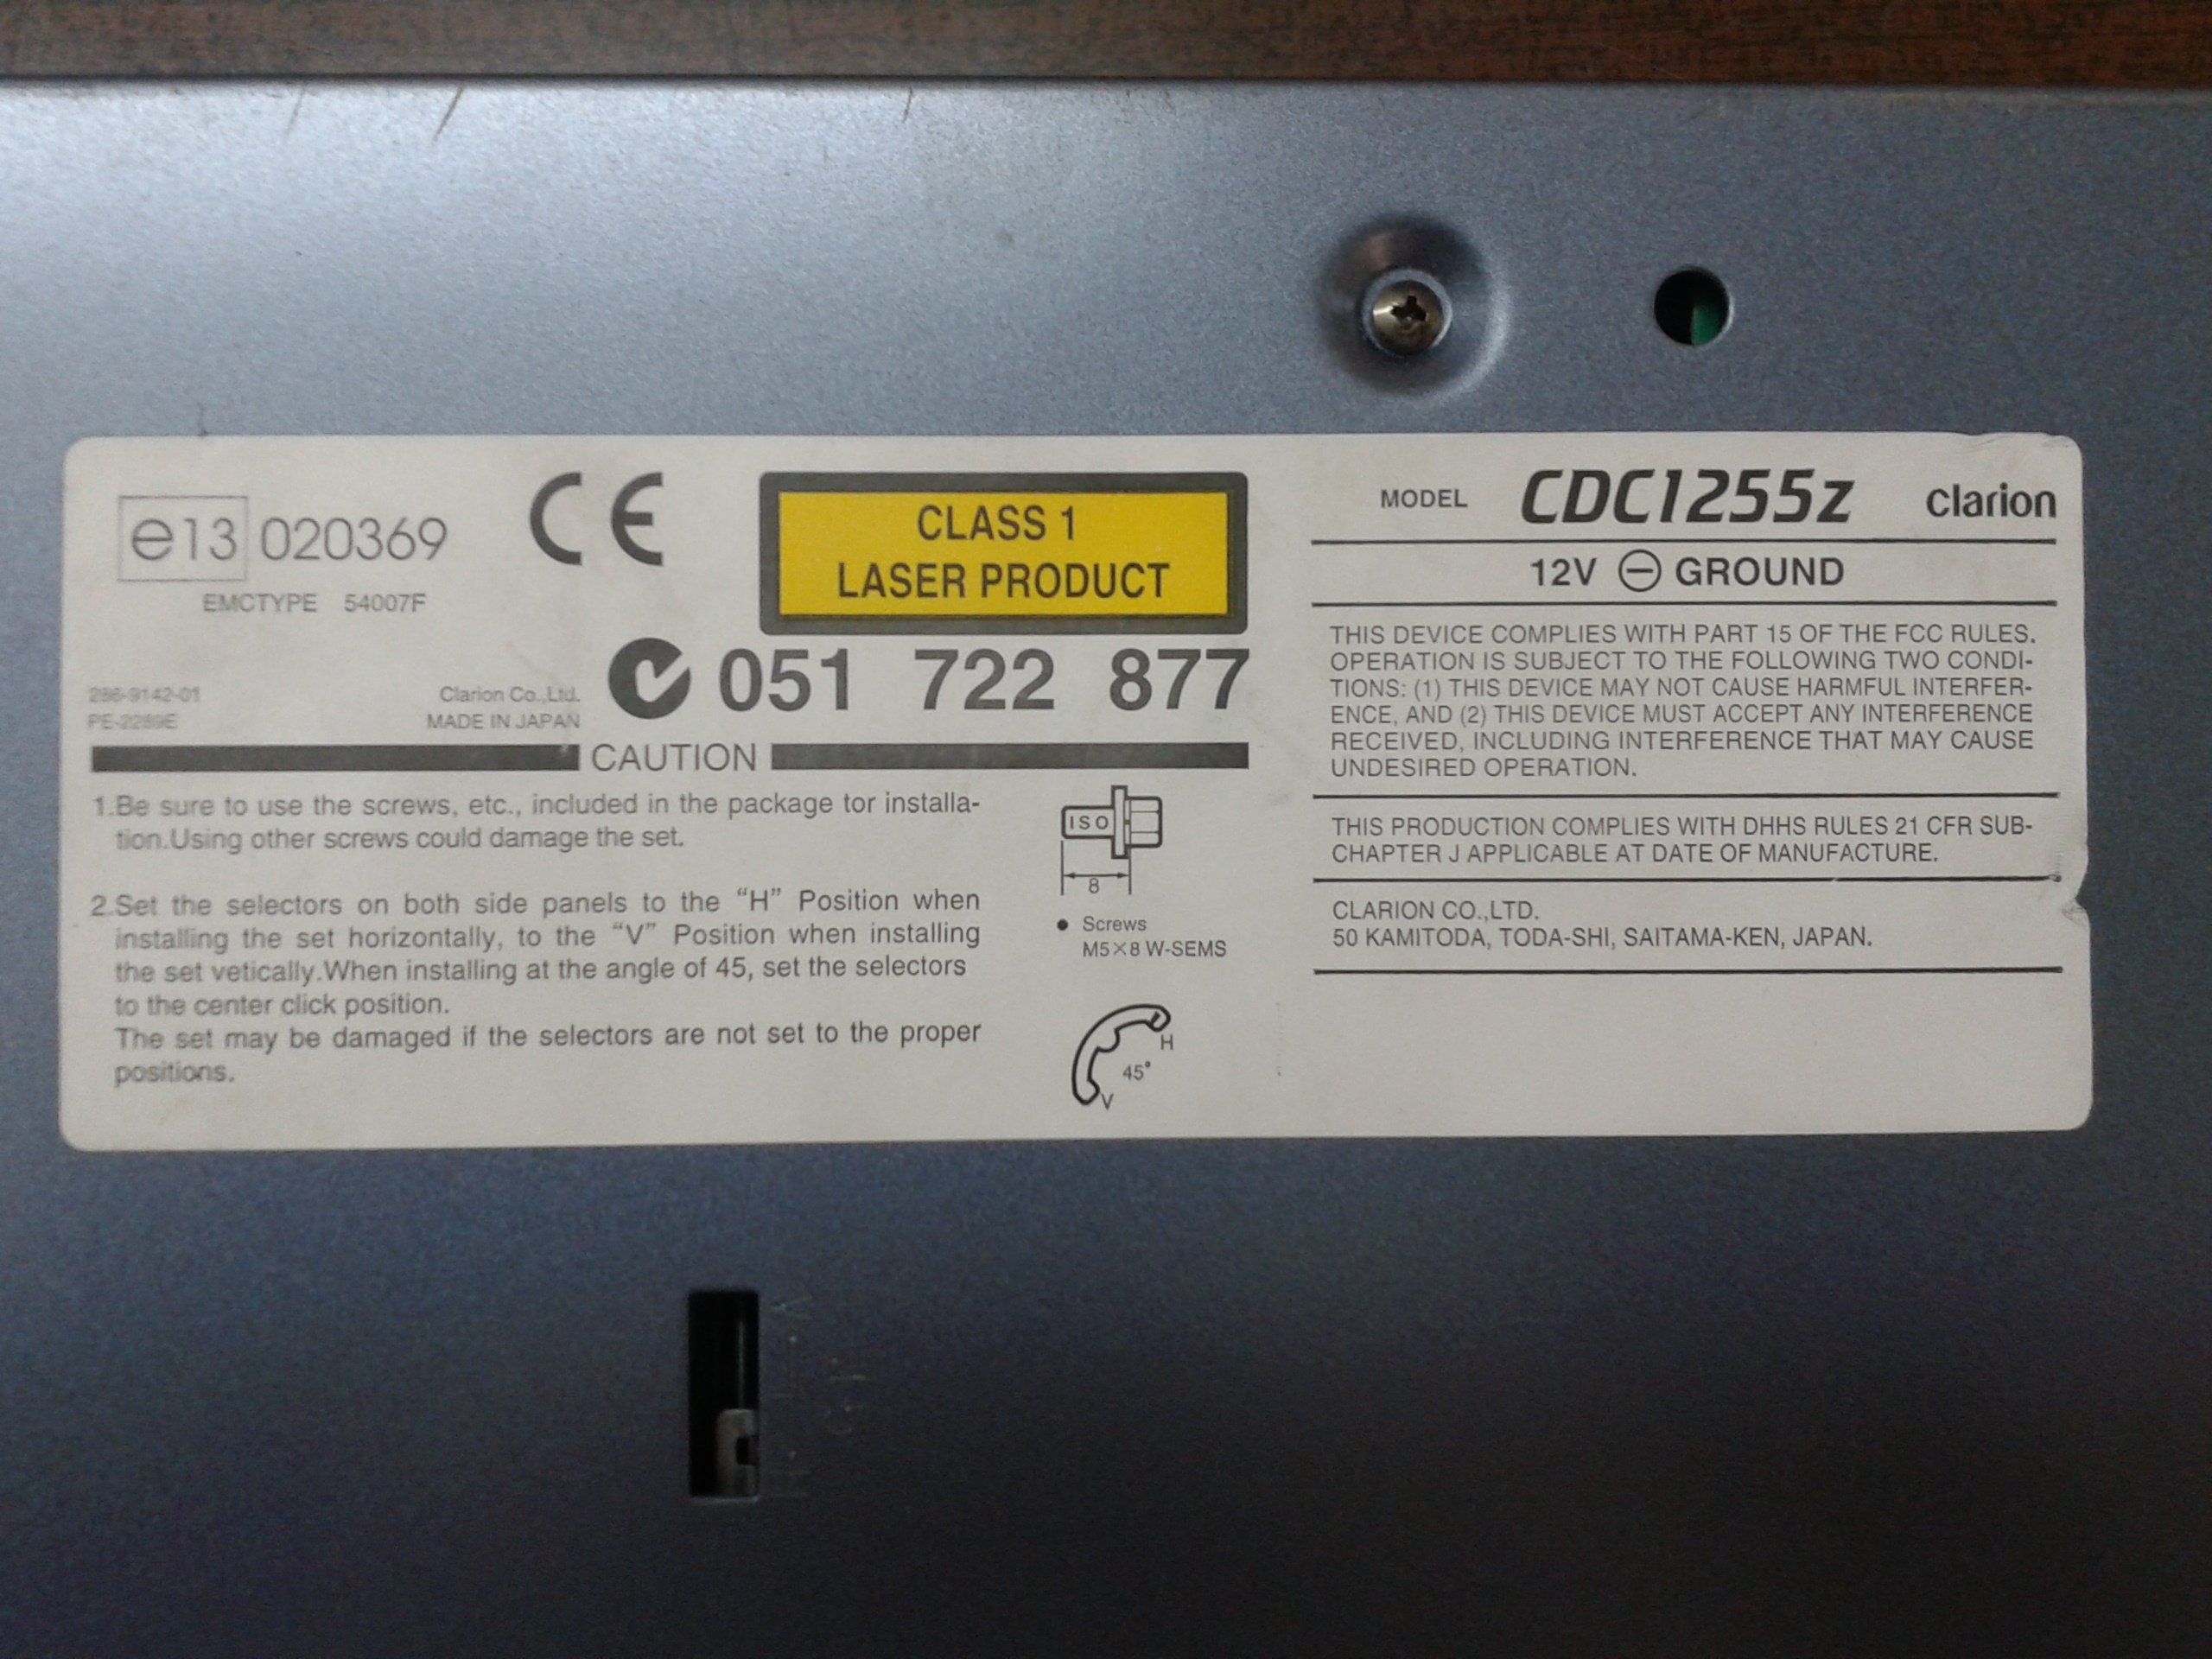 e13 020369
EMCTYPE 54007F
CE
CLASS 1
LASER PRODUCT
051 722 877
286-9142-01
PE-2289E
Clarion Co.,Ltd.
MADE IN JAPAN
CAUTION
1.Be sure to use the screws, etc., included in the package tor installa-
tion.Using other screws could damage the set.
2.Set the selectors on both side panels to the “H” Position when
installing the set horizontally, to the “V” Position when installing
the set vetically.When installing at the angle of 45, set the selectors
to the center click position.
The set may be damaged if the selectors are not set to the proper
positions.
ISO
8
● Screws
M5×8 W-SEMS
H
45°
V
MODEL CDC1255z clarion
12V ⊖ GROUND
THIS DEVICE COMPLIES WITH PART 15 OF THE FCC RULES.
OPERATION IS SUBJECT TO THE FOLLOWING TWO CONDI-
TIONS: (1) THIS DEVICE MAY NOT CAUSE HARMFUL INTERFER-
ENCE, AND (2) THIS DEVICE MUST ACCEPT ANY INTERFERENCE
RECEIVED, INCLUDING INTERFERENCE THAT MAY CAUSE
UNDESIRED OPERATION.
THIS PRODUCTION COMPLIES WITH DHHS RULES 21 CFR SUB-
CHAPTER J APPLICABLE AT DATE OF MANUFACTURE.
CLARION CO.,LTD.
50 KAMITODA, TODA-SHI, SAITAMA-KEN, JAPAN.